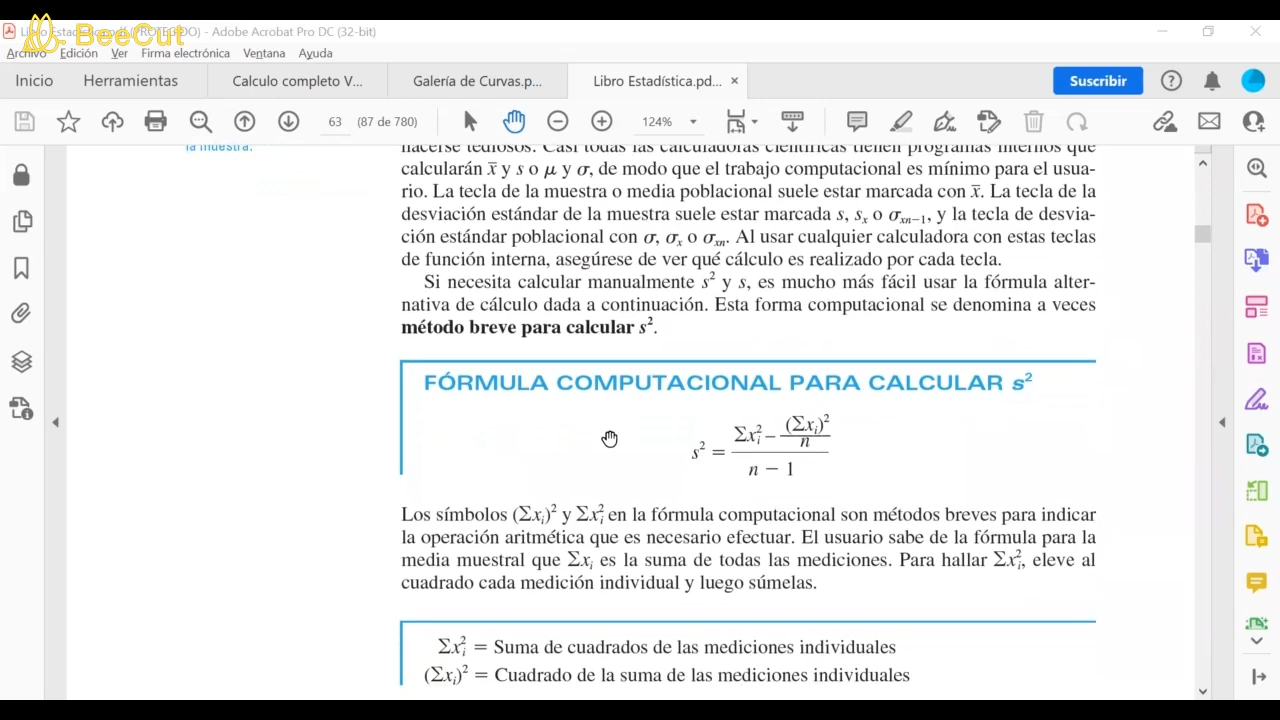 Libro Estadística.pdf (PROTEGIDO) - Adobe Acrobat Pro DC (32-bit)
BeeCut
Archivo Edición Ver Firma electrónica Ventana Ayuda
Inicio Herramientas Calculo completo V... Galería de Curvas.p... Libro Estadística.pd... × Suscribir
63 (87 de 780) 124%
la muestra.
hacerse tediosos. Casi todas las calculadoras científicas tienen programas internos que
calcularán x̅ y s o μ y σ, de modo que el trabajo computacional es mínimo para el usua-
rio. La tecla de la muestra o media poblacional suele estar marcada con x̅. La tecla de la
desviación estándar de la muestra suele estar marcada s, sₓ o σₓₙ₋₁, y la tecla de desvia-
ción estándar poblacional con σ, σₓ o σₓₙ. Al usar cualquier calculadora con estas teclas
de función interna, asegúrese de ver qué cálculo es realizado por cada tecla.
Si necesita calcular manualmente s² y s, es mucho más fácil usar la fórmula alter-
nativa de cálculo dada a continuación. Esta forma computacional se denomina a veces
método breve para calcular s².
FÓRMULA COMPUTACIONAL PARA CALCULAR s²
s² = (Σxᵢ² – (Σxᵢ)²/n) / (n − 1)
Los símbolos (Σxᵢ)² y Σxᵢ² en la fórmula computacional son métodos breves para indicar
la operación aritmética que es necesario efectuar. El usuario sabe de la fórmula para la
media muestral que Σxᵢ es la suma de todas las mediciones. Para hallar Σxᵢ², eleve al
cuadrado cada medición individual y luego súmelas.
Σxᵢ² = Suma de cuadrados de las mediciones individuales
(Σxᵢ)² = Cuadrado de la suma de las mediciones individuales